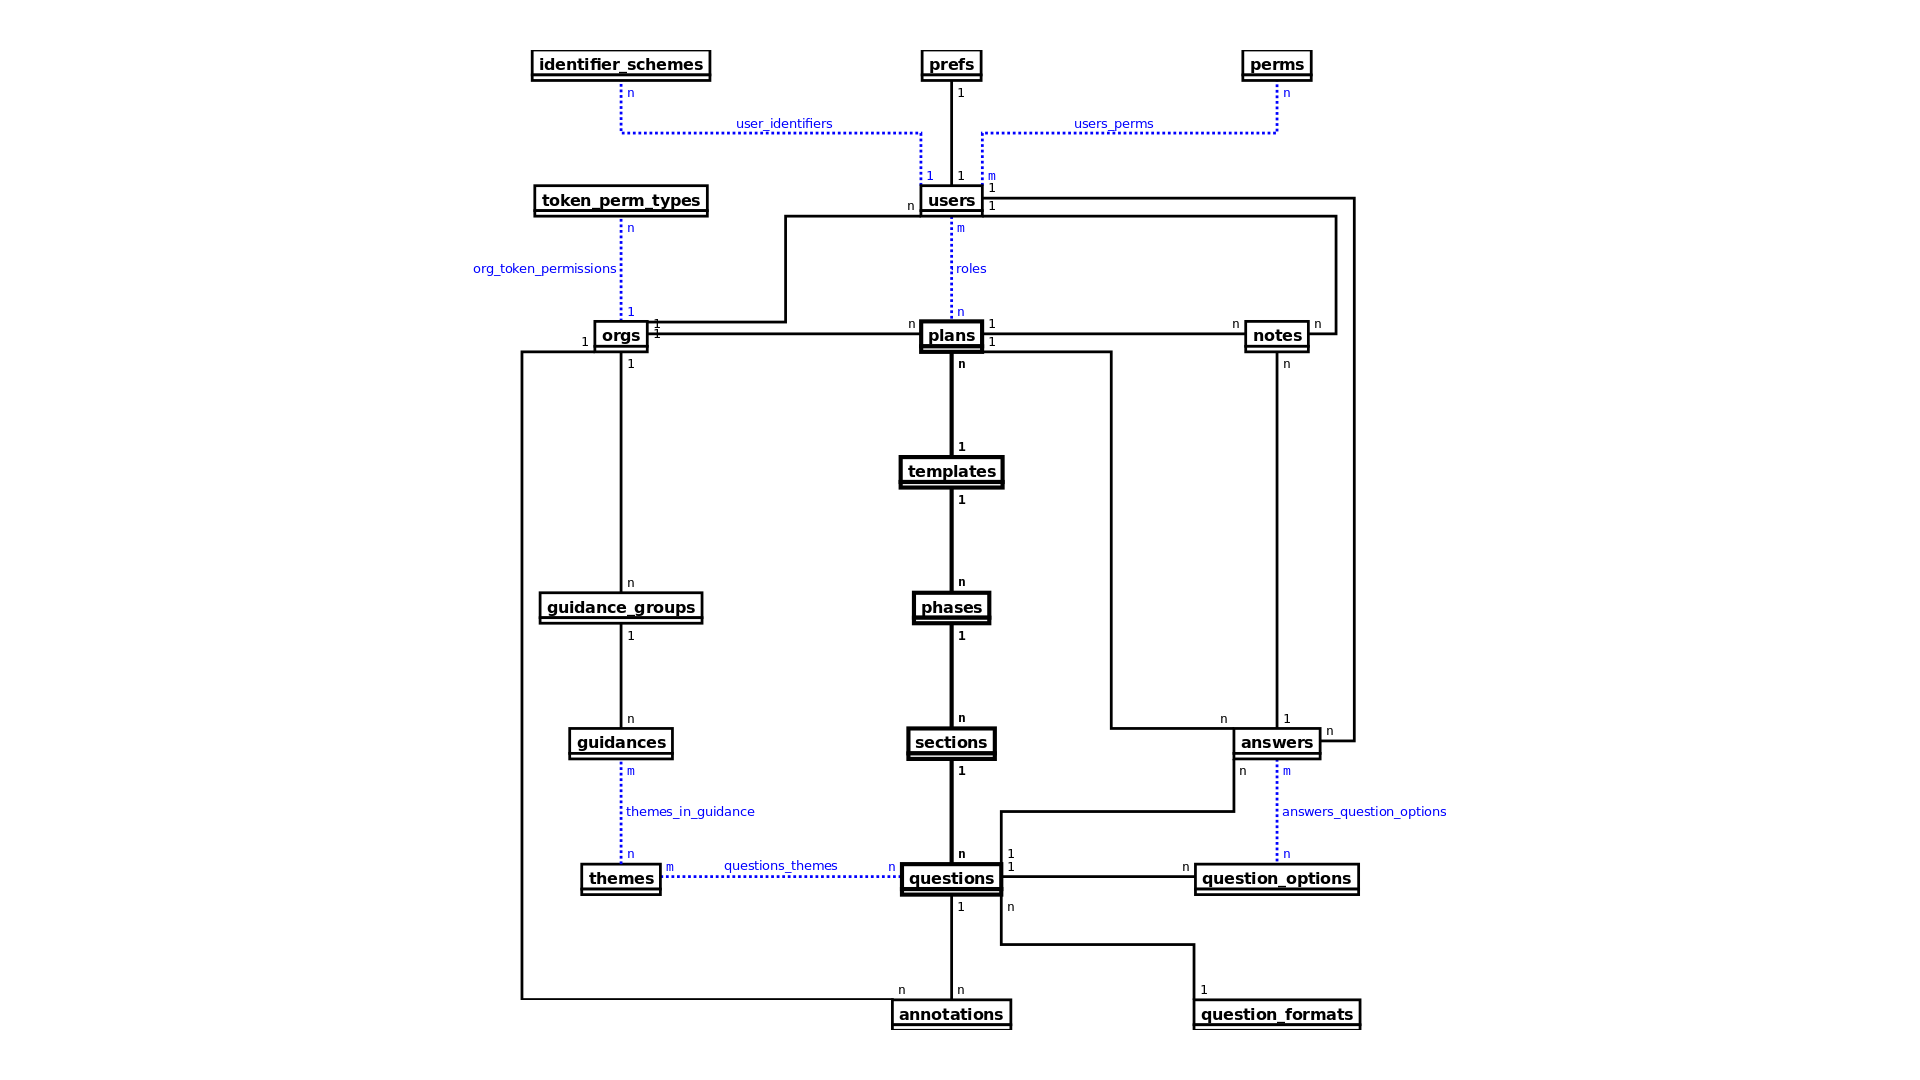 identifier_schemes prefs perms
n 1 n
user_identifiers users_perms
1 1 m
token_perm_types users 1
n 1
n m
org_token_permissions roles
1 n
orgs 1 n plans 1 n notes n
1
1 1
1 n n
1
templates
1
n n
guidance_groups phases
1 1
n n n 1
guidances sections answers n
m 1 n m
themes_in_guidance answers_question_options
n n 1 n
themes m questions_themes n questions 1 n question_options
1 n
n n 1
annotations question_formats